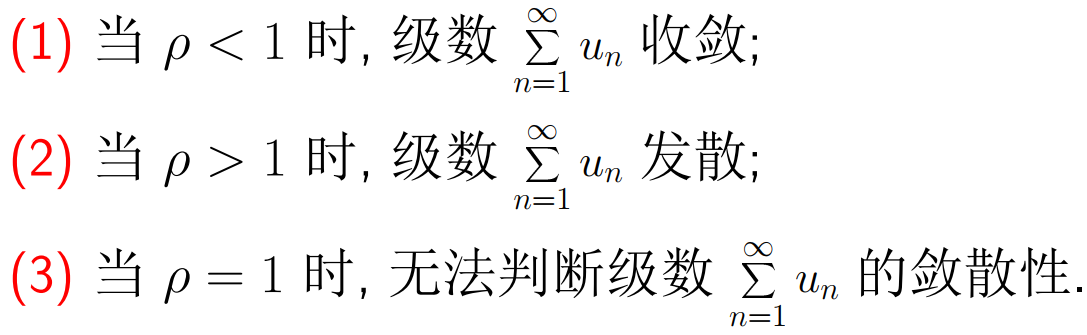 (1) 当 ρ < 1 时, 级数 ∑_{n=1}^{∞} u_n 收敛;
(2) 当 ρ > 1 时, 级数 ∑_{n=1}^{∞} u_n 发散;
(3) 当 ρ = 1 时, 无法判断级数 ∑_{n=1}^{∞} u_n 的敛散性.